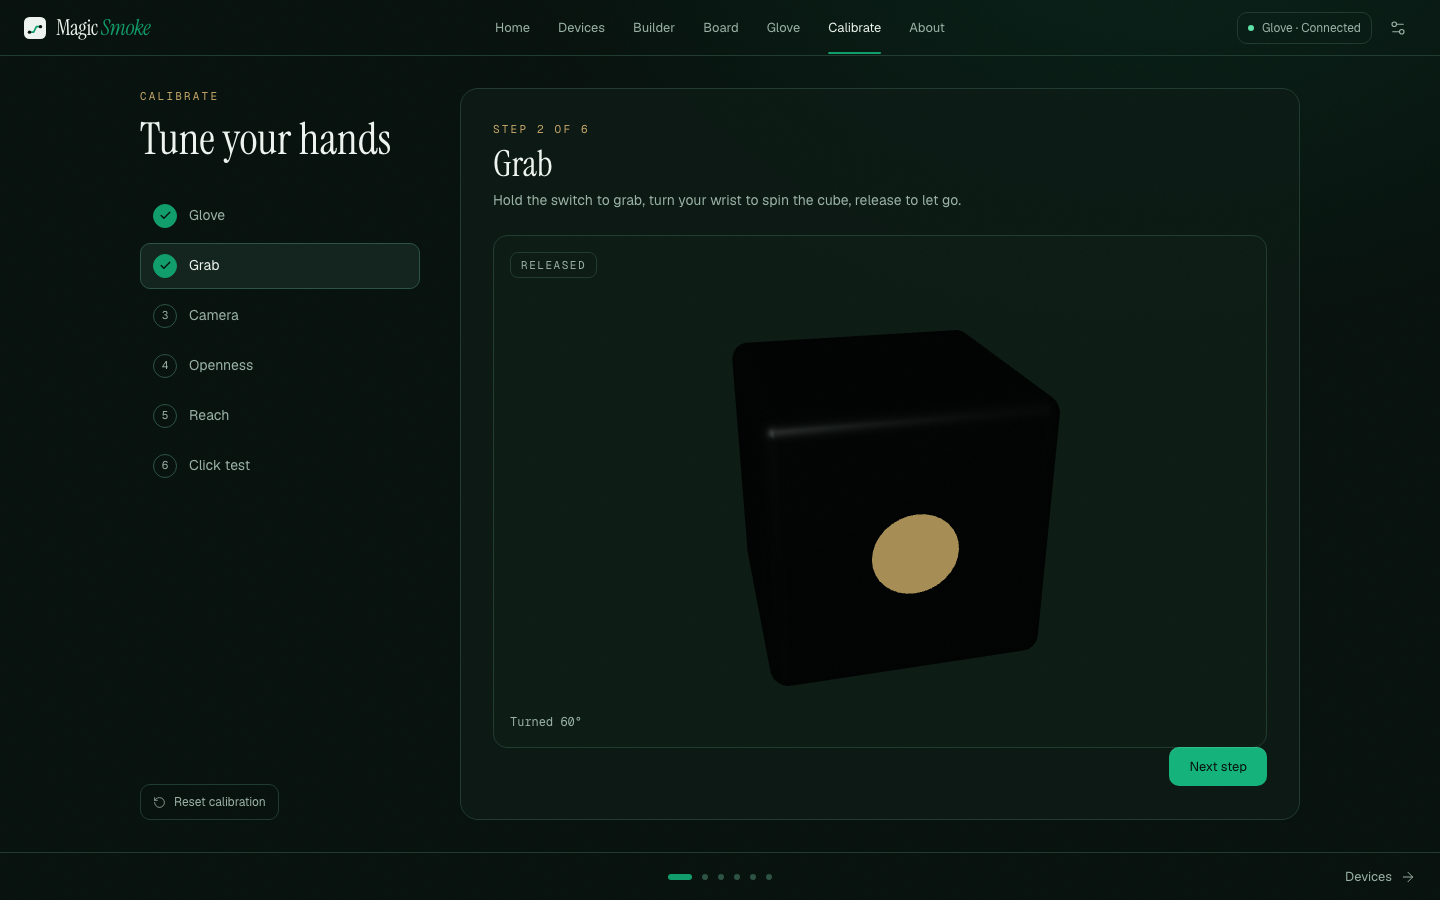 Magic Smoke
Home
Devices
Builder
Board
Glove
Calibrate
About
Glove · Connected
CALIBRATE
Tune your hands
Glove
Grab
3 Camera
4 Openness
5 Reach
6 Click test
Reset calibration
STEP 2 OF 6
Grab
Hold the switch to grab, turn your wrist to spin the cube, release to let go.
RELEASED
Turned 60°
Next step
Devices